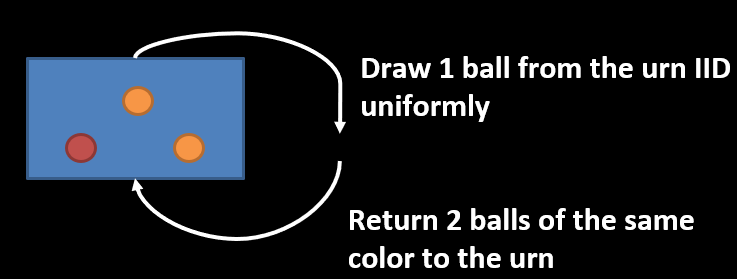 Draw 1 ball from the urn IID
uniformly
Return 2 balls of the same
color to the urn